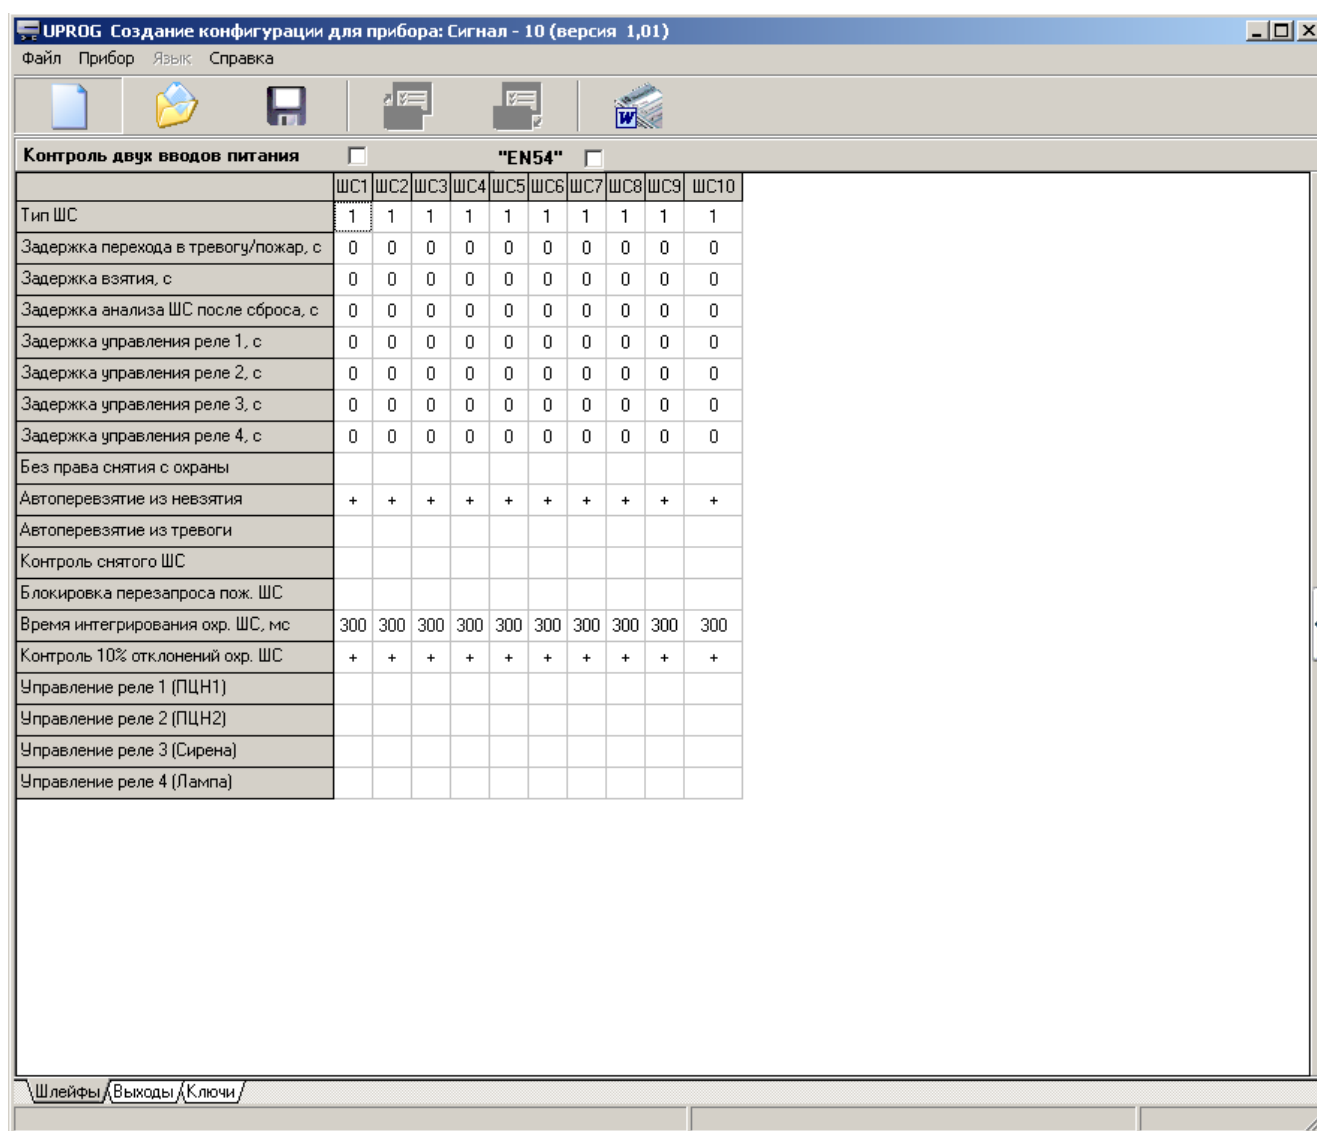 UPROG Создание конфигурации для прибора: Сигнал - 10 (версия 1,01)
Файл Прибор Язык Справка
Контроль двух вводов питания "EN54"
ШС1 ШС2 ШС3 ШС4 ШС5 ШС6 ШС7 ШС8 ШС9 ШС10
Тип ШС 1 1 1 1 1 1 1 1 1 1
Задержка перехода в тревогу/пожар, с 0 0 0 0 0 0 0 0 0 0
Задержка взятия, с 0 0 0 0 0 0 0 0 0 0
Задержка анализа ШС после сброса, с 0 0 0 0 0 0 0 0 0 0
Задержка управления реле 1, с 0 0 0 0 0 0 0 0 0 0
Задержка управления реле 2, с 0 0 0 0 0 0 0 0 0 0
Задержка управления реле 3, с 0 0 0 0 0 0 0 0 0 0
Задержка управления реле 4, с 0 0 0 0 0 0 0 0 0 0
Без права снятия с охраны
Автоперевзятие из невзятия + + + + + + + + + +
Автоперевзятие из тревоги
Контроль снятого ШС
Блокировка перезапроса пож. ШС
Время интегрирования охр. ШС, мс 300 300 300 300 300 300 300 300 300 300
Контроль 10% отклонений охр. ШС + + + + + + + + + +
Управление реле 1 (ПЦН1)
Управление реле 2 (ПЦН2)
Управление реле 3 (Сирена)
Управление реле 4 (Лампа)
Шлейфы Выходы Ключи